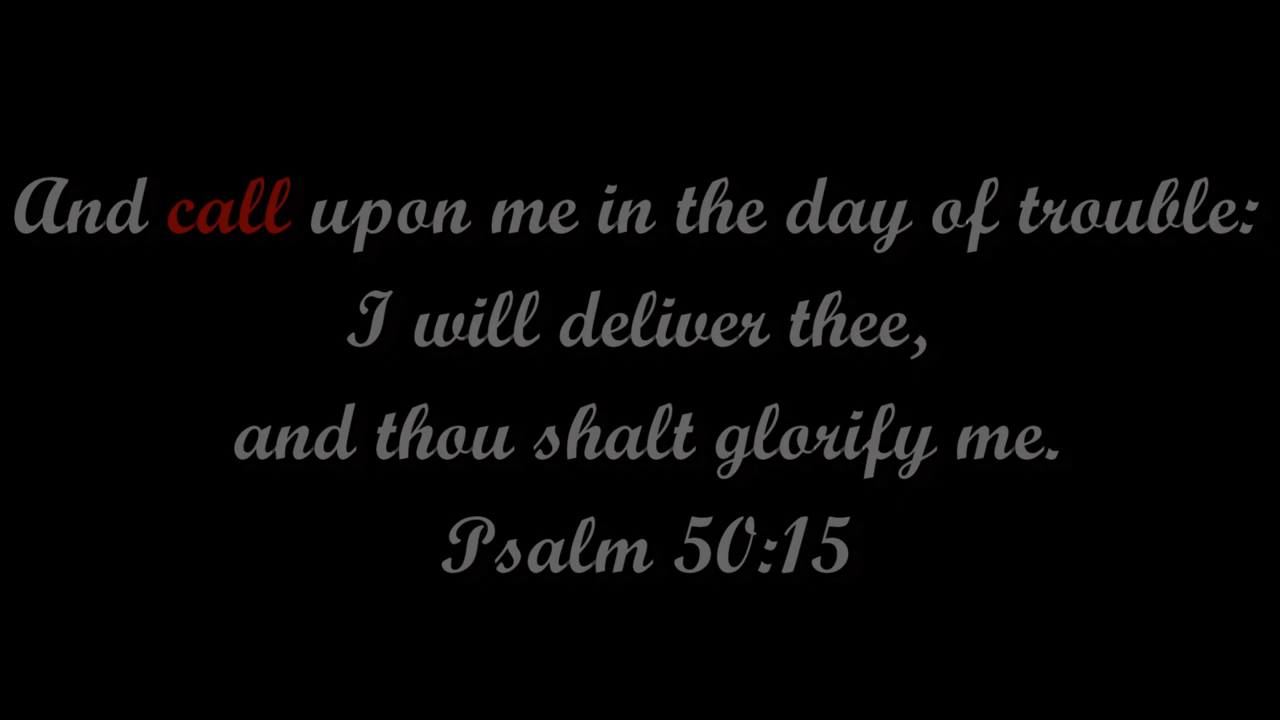 And call upon me in the day of trouble:
I will deliver thee,
and thou shalt glorify me.
Psalm 50:15